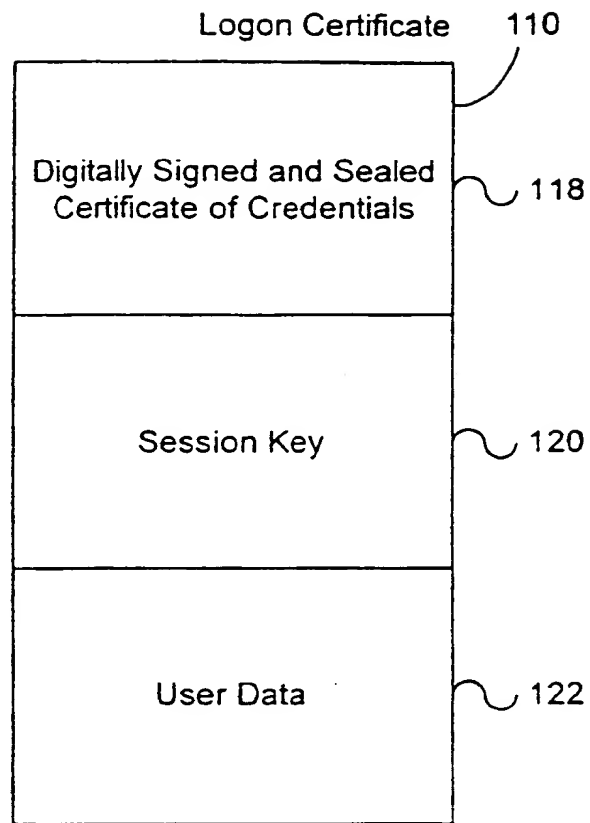 Logon Certificate 110
Digitally Signed and Sealed
Certificate of Credentials
118
Session Key
120
User Data
122